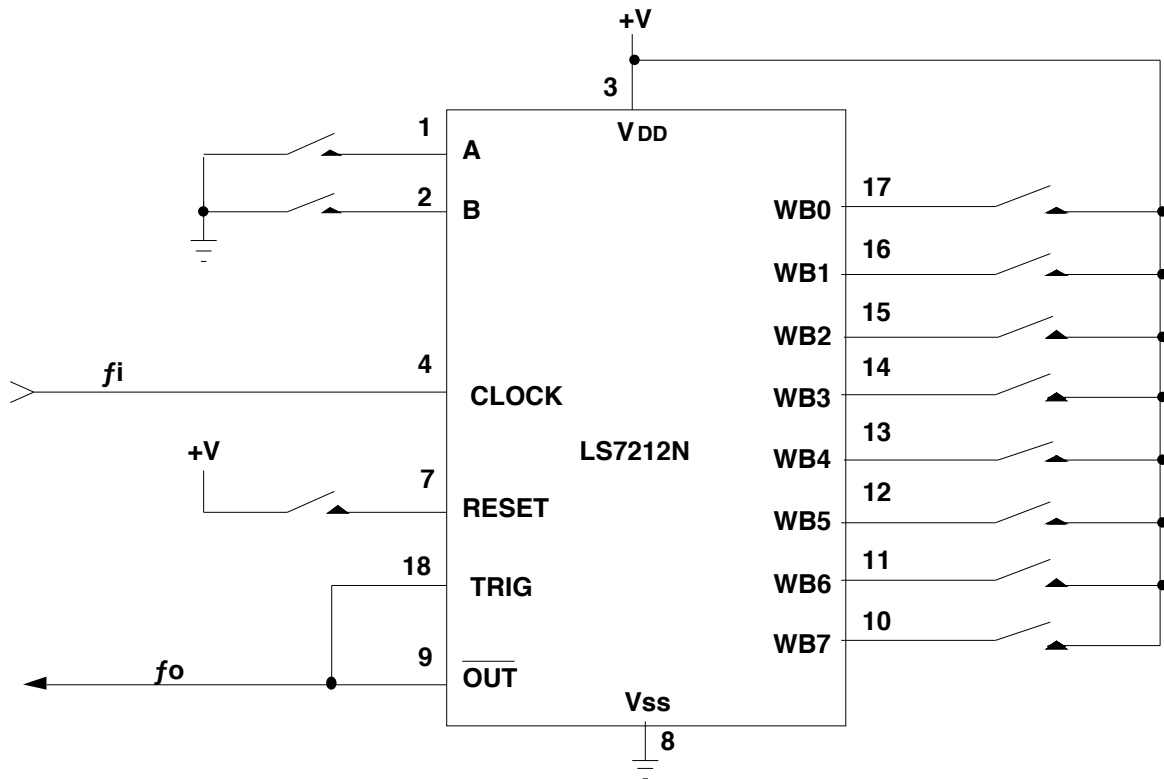 +V
3
VDD
1
A
2
B
17
WB0
16
WB1
15
WB2
14
WB3
13
WB4
12
WB5
11
WB6
10
WB7
ƒi
4
CLOCK
LS7212N
+V
7
RESET
18
TRIG
9
OUT
ƒo
Vss
8